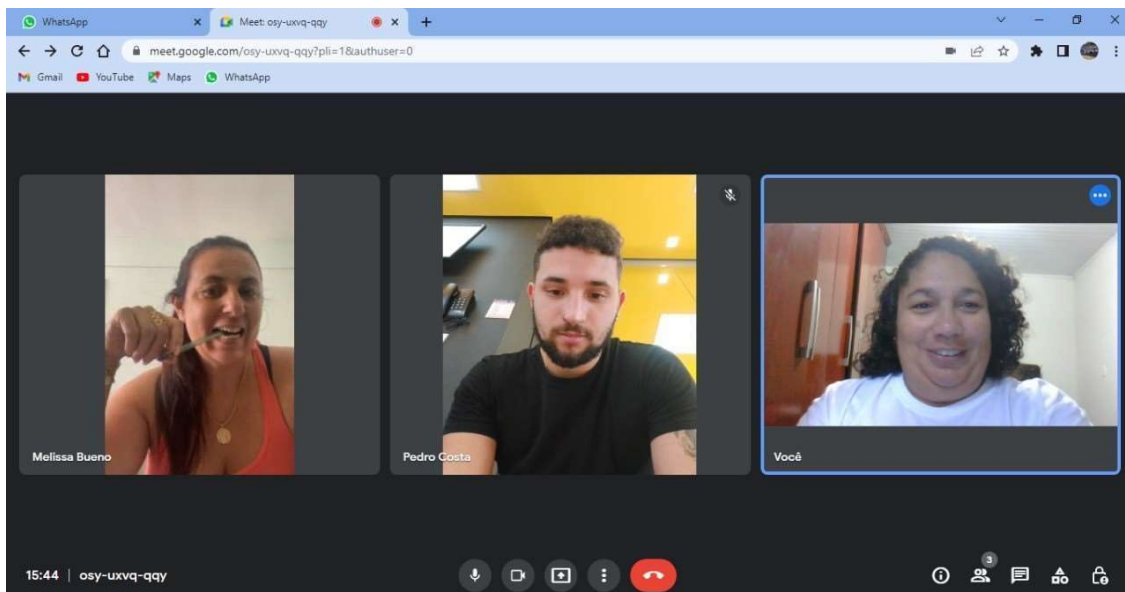 WhatsApp
Meet: osy-uxvq-qqy
meet.google.com/osy-uxvq-qqy?pli=1&authuser=0
Gmail YouTube Maps WhatsApp
Melissa Bueno
Pedro Costa
Você
3
15:44 | osy-uxvq-qqy